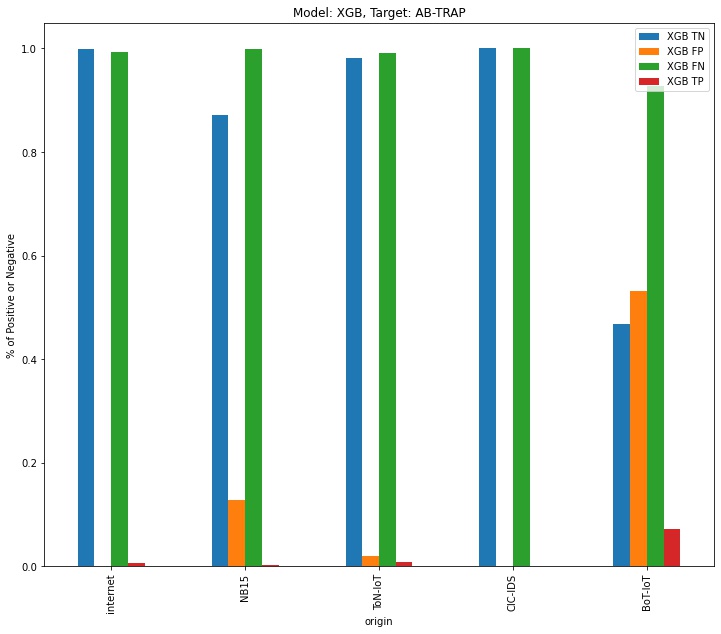 Model: XGB, Target: AB-TRAP
XGB TN
XGB FP
XGB FN
XGB TP
1.0
0.8
0.6
0.4
0.2
0.0
% of Positive or Negative
internet
NB15
ToN-IoT
CIC-IDS
BoT-IoT
origin